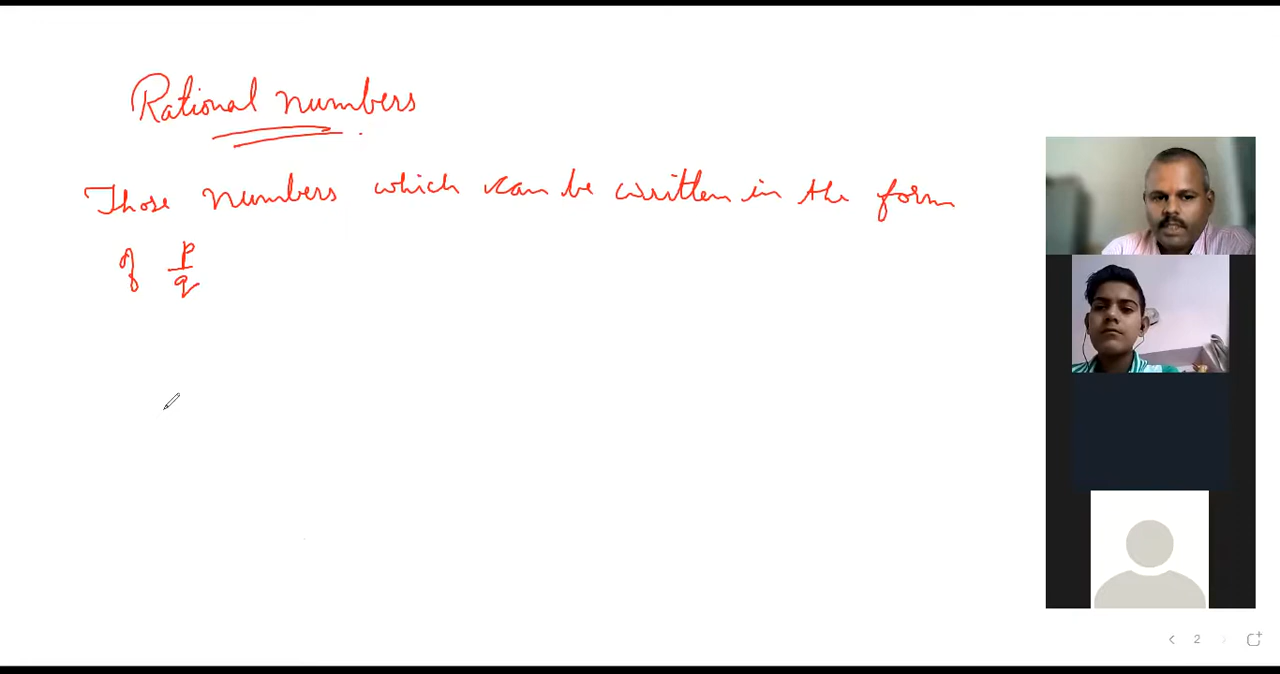 Rational numbers
Those numbers which can be written in the form
of p/q
2